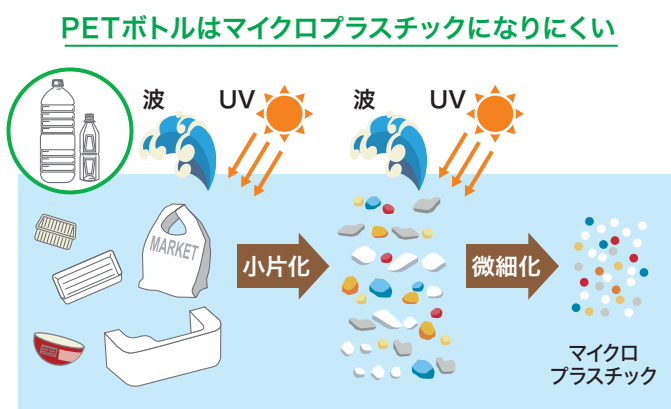 PETボトルはマイクロプラスチックになりにくい
波
UV
波
UV
MARKET
小片化
微細化
マイクロ
プラスチック